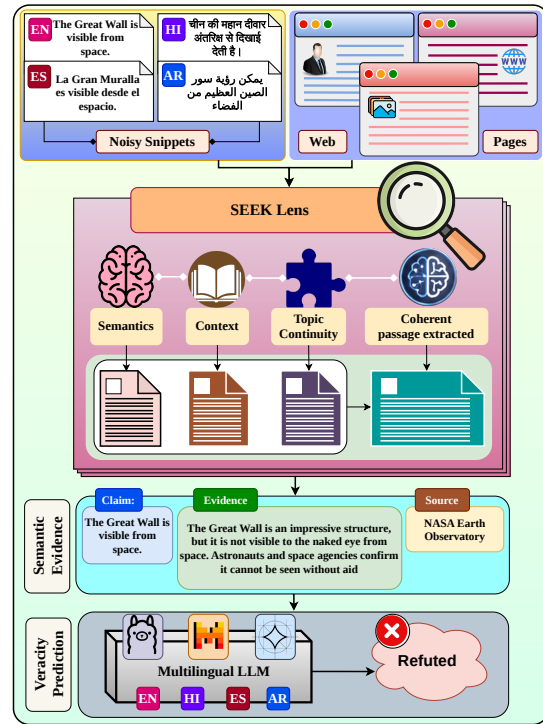 EN
The Great Wall is
visible from
space.
HI
चीन की महान दीवार
अंतरिक्ष से दिखाई
देती है।
ES
La Gran Muralla
es visible desde el
espacio.
AR
يمكن رؤية سور
الصين العظيم من
الفضاء
Noisy Snippets
WWW
Web
Pages
SEEK Lens
Semantics
Context
Topic
Continuity
Coherent
passage extracted
Semantic
Evidence
Claim:
The Great Wall is
visible from
space.
Evidence
The Great Wall is an impressive structure,
but it is not visible to the naked eye from
space. Astronauts and space agencies confirm
it cannot be seen without aid
Source
NASA Earth
Observatory
Veracity
Prediction
Multilingual LLM
EN
HI
ES
AR
Refuted